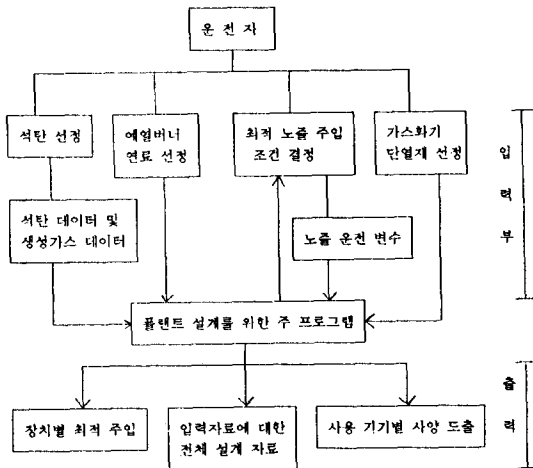 운 전 자
석탄 선정
예열버너
연료 선정
최적 노즐 주입
조건 결정
가스화기
단열재 선정
입
력
부
석탄 데이터 및
생성가스 데이터
노즐 운전 변수
플랜트 설계를 위한 주 프로그램
장치별 최적 주입
입력자료에 대한
전체 설계 자료
사용 기기별 사양 도출
출
력